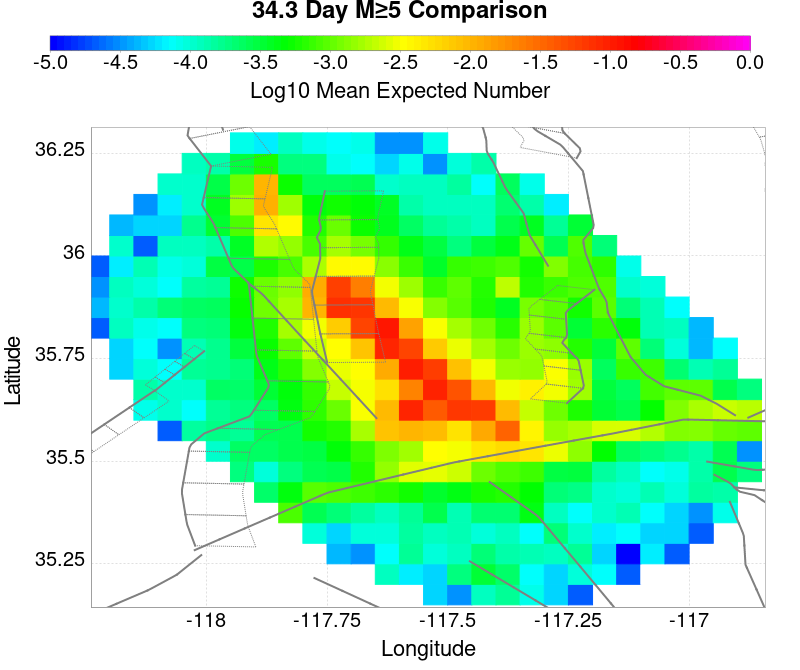 34.3 Day M≥5 Comparison
-5.0 -4.5 -4.0 -3.5 -3.0 -2.5 -2.0 -1.5 -1.0 -0.5 0.0
Log10 Mean Expected Number
36.25
36
35.75
35.5
35.25
Latitude
-118 -117.75 -117.5 -117.25 -117
Longitude